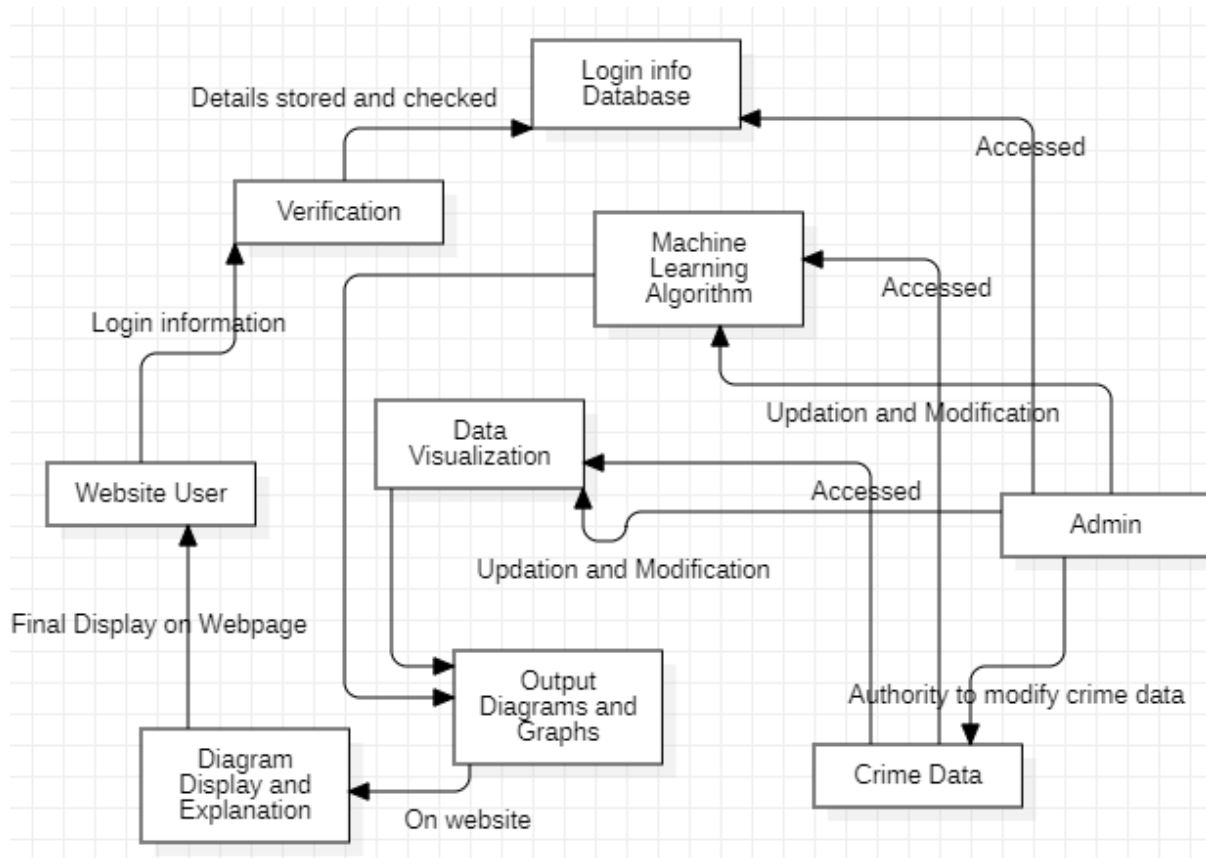 Login info
Database
Details stored and checked
Accessed
Verification
Machine
Learning
Algorithm
Accessed
Login information
Updation and Modification
Data
Visualization
Website User
Accessed
Admin
Updation and Modification
Final Display on Webpage
Output
Diagrams and
Graphs
Authority to modify crime data
Diagram
Display and
Explanation
Crime Data
On website